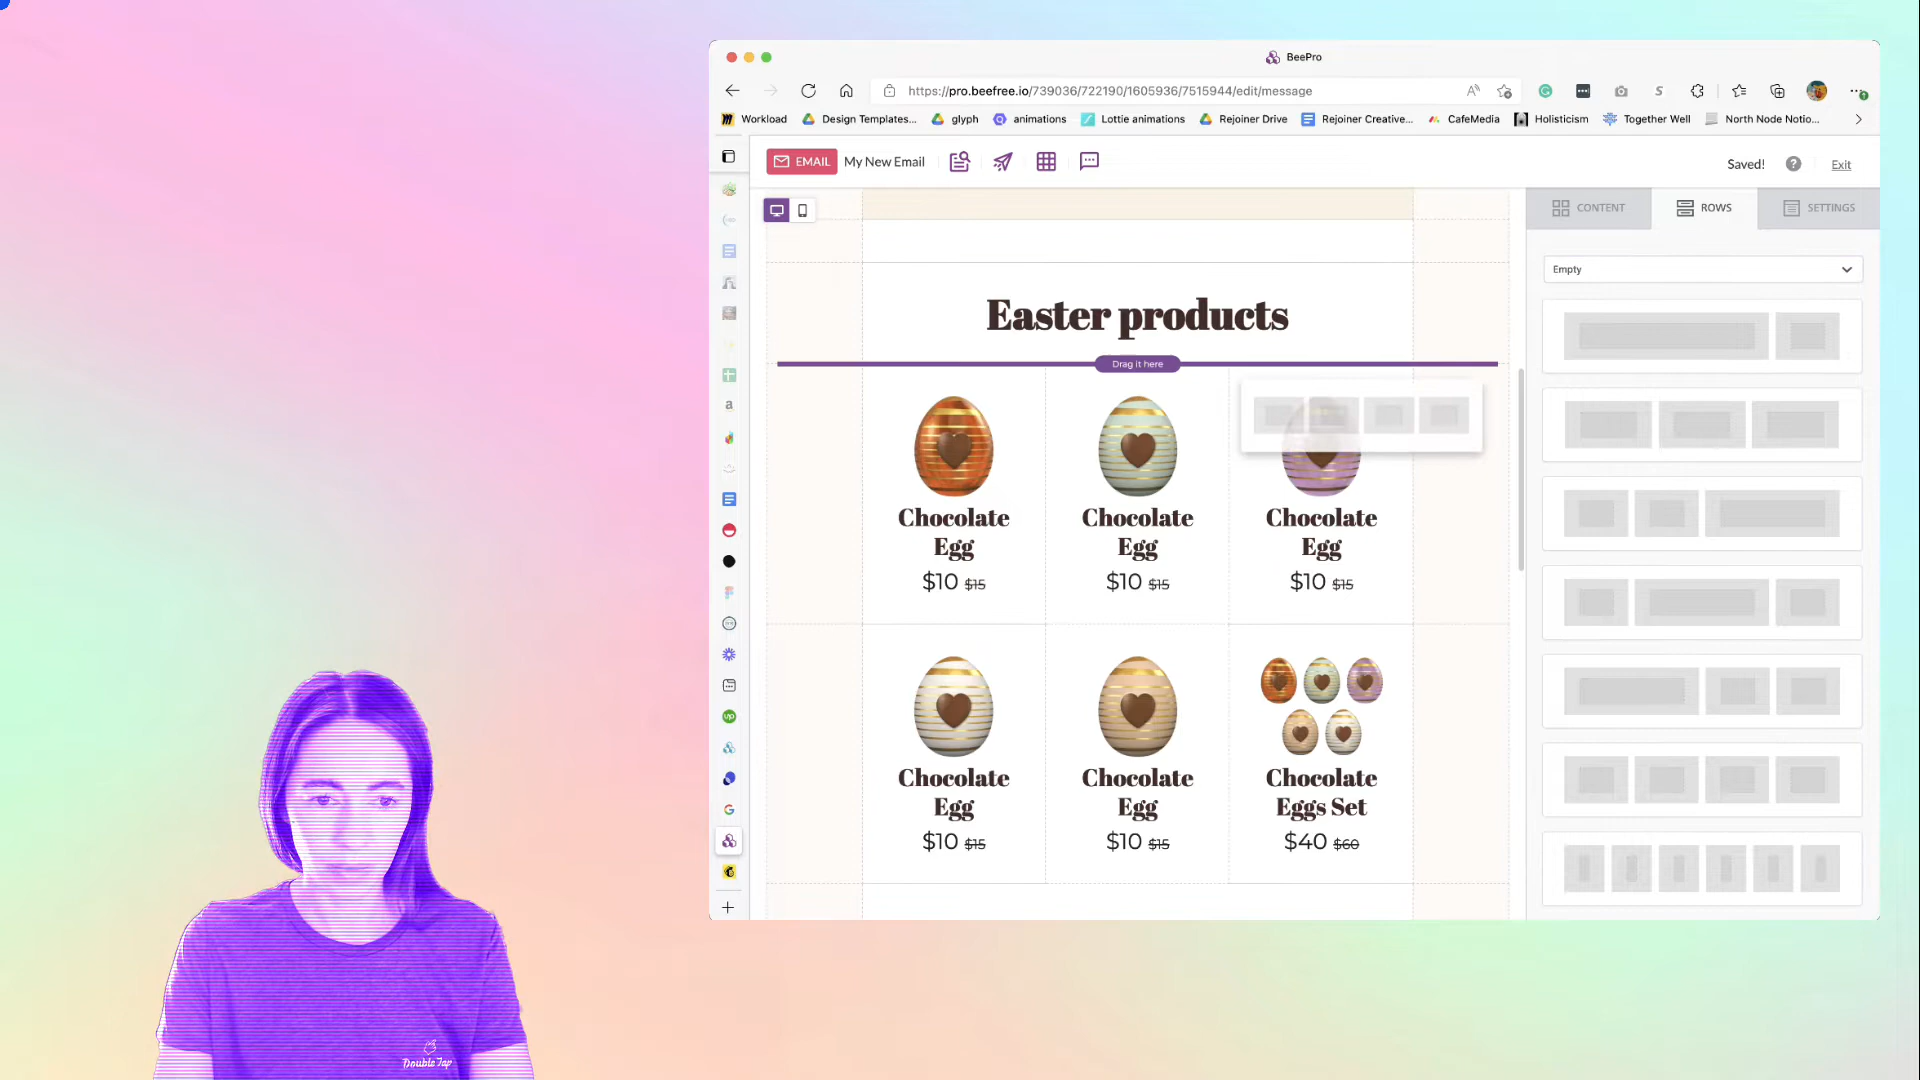 BeePro
https://pro.beefree.io/739036/722190/1605936/7515944/edit/message
Workload
Design Templates...
glyph
animations
Lottie animations
Rejoiner Drive
Rejoiner Creative...
CafeMedia
Holisticism
Together Well
North Node Notio...
EMAIL
My New Email
Saved!
Exit
CONTENT
ROWS
SETTINGS
Empty
Easter products
Drag it here
Chocolate
Egg
$10 $15
Chocolate
Egg
$10 $15
Chocolate
Egg
$10 $15
Chocolate
Egg
$10 $15
Chocolate
Egg
$10 $15
Chocolate
Eggs Set
$40 $60
Double Tap